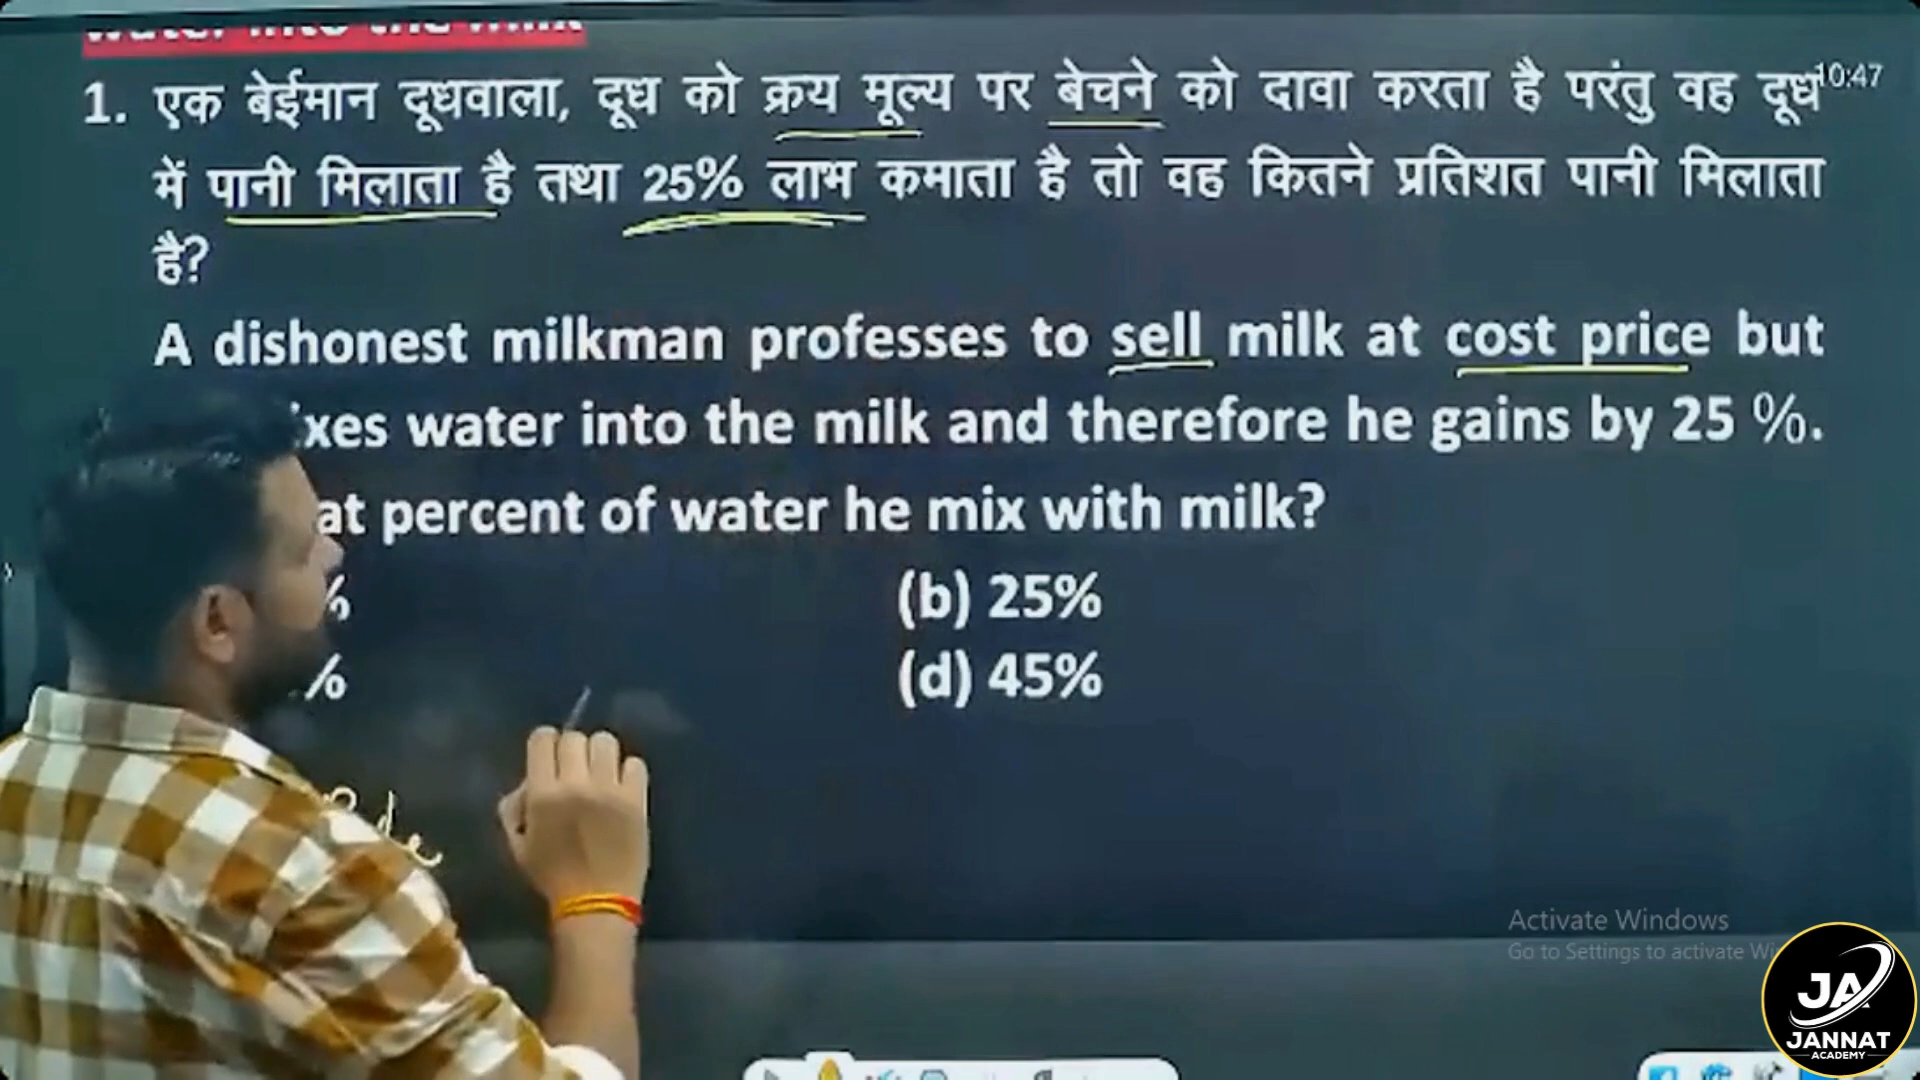 10:47
1. एक बेईमान दूधवाला, दूध को क्रय मूल्य पर बेचने को दावा करता है परंतु वह दूध
में पानी मिलाता है तथा 25% लाभ कमाता है तो वह कितने प्रतिशत पानी मिलाता
है?
A dishonest milkman professes to sell milk at cost price but
xes water into the milk and therefore he gains by 25 %.
at percent of water he mix with milk?
% (b) 25%
% (d) 45%
Activate Windows
Go to Settings to activate Wi
JA
JANNAT
ACADEMY